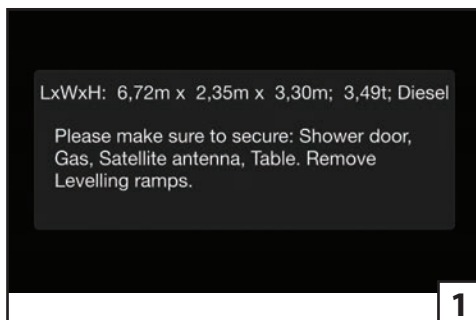 LxWxH: 6,72m x 2,35m x 3,30m; 3,49t; Diesel
Please make sure to secure: Shower door,
Gas, Satellite antenna, Table. Remove
Levelling ramps.
1